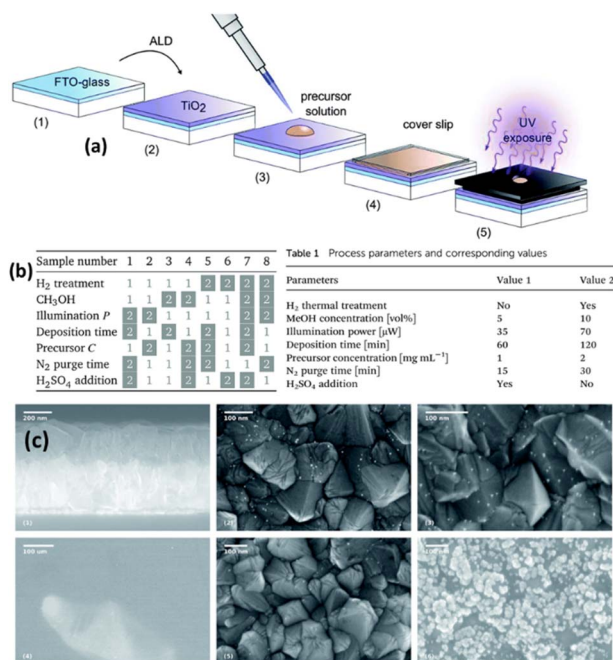 ALD
FTO-glass
(1)
TiO₂
(2)
precursor
solution
(3)
cover slip
(4)
UV
exposure
(5)
(a)
(b)
Sample number 1 2 3 4 5 6 7 8
H₂ treatment 1 1 1 1 2 2 2 2
CH₃OH 1 1 2 2 1 1 2 2
Illumination P 2 2 1 1 1 1 2 2
Deposition time 2 1 2 1 2 1 2 1
Precursor C 1 2 1 2 2 1 2 1
N₂ purge time 2 1 1 2 2 1 1 2
H₂SO₄ addition 2 1 1 2 1 2 2 1
Table 1 Process parameters and corresponding values
Parameters Value 1 Value 2
H₂ thermal treatment No Yes
MeOH concentration [vol%] 5 10
Illumination power [μW] 35 70
Deposition time [min] 60 120
Precursor concentration [mg mL⁻¹] 1 2
N₂ purge time [min] 15 30
H₂SO₄ addition Yes No
(c)
200 nm
(1)
100 nm
(2)
100 nm
(3)
100 um
(4)
100 nm
(5)
100 nm